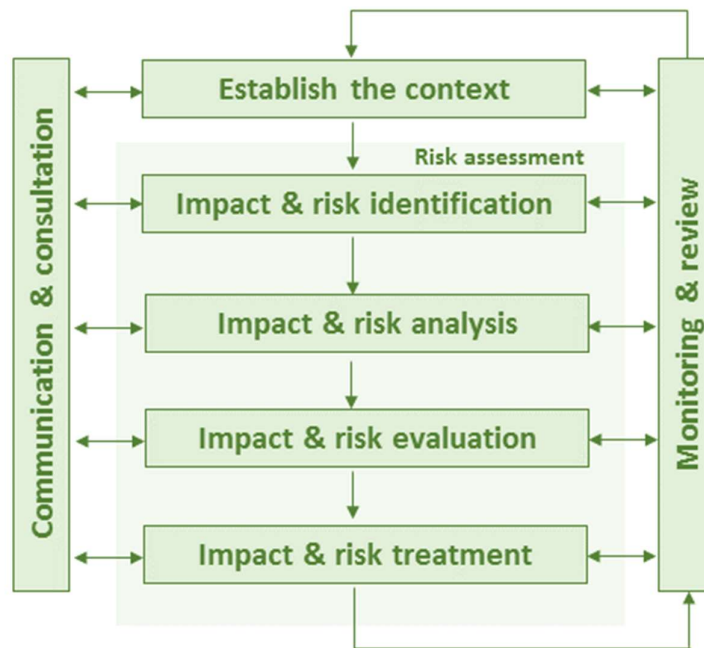 Establish the context
Risk assessment
Impact & risk identification
Impact & risk analysis
Impact & risk evaluation
Impact & risk treatment
Communication & consultation
Monitoring & review